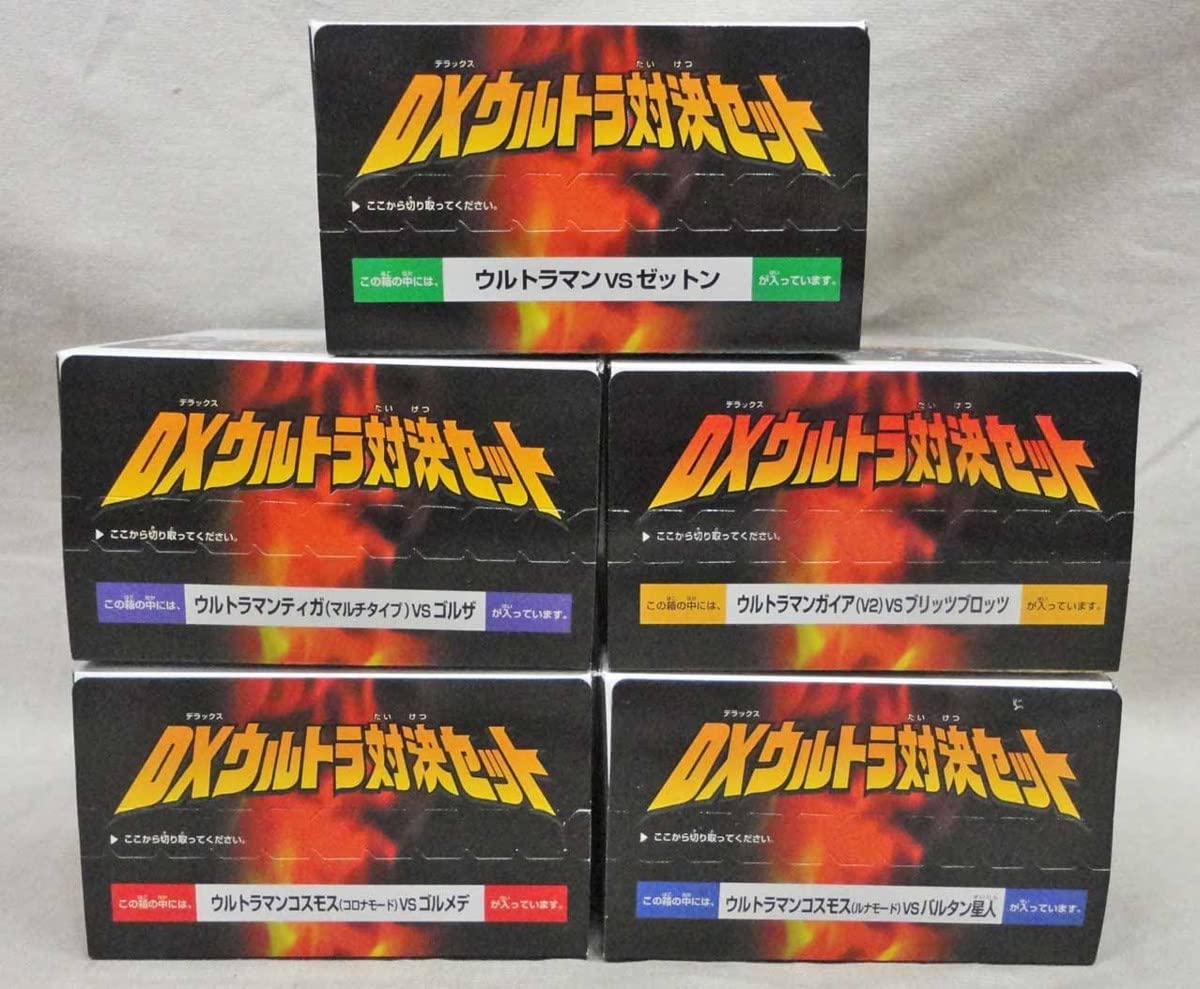 デラックス たいけつ
DXウルトラ対決セット
▶ ここから切り取ってください。
この箱の中には、 ウルトラマンVSゼットン が入っています。
デラックス たいけつ
DXウルトラ対決セット
▶ ここから切り取ってください。
この箱の中には、 ウルトラマンティガ(マルチタイプ)VSゴルザ が入っています。
デラックス たいけつ
DXウルトラ対決セット
▶ ここから切り取ってください。
この箱の中には、 ウルトラマンガイア(V2)VSブリッツブロッツ が入っています。
デラックス たいけつ
DXウルトラ対決セット
▶ ここから切り取ってください。
この箱の中には、 ウルトラマンコスモス(コロナモード)VSゴルメデ が入っています。
デラックス たいけつ
DXウルトラ対決セット
▶ ここから切り取ってください。
この箱の中には、 ウルトラマンコスモス(ルナモード)VSバルタン星人 が入っています。